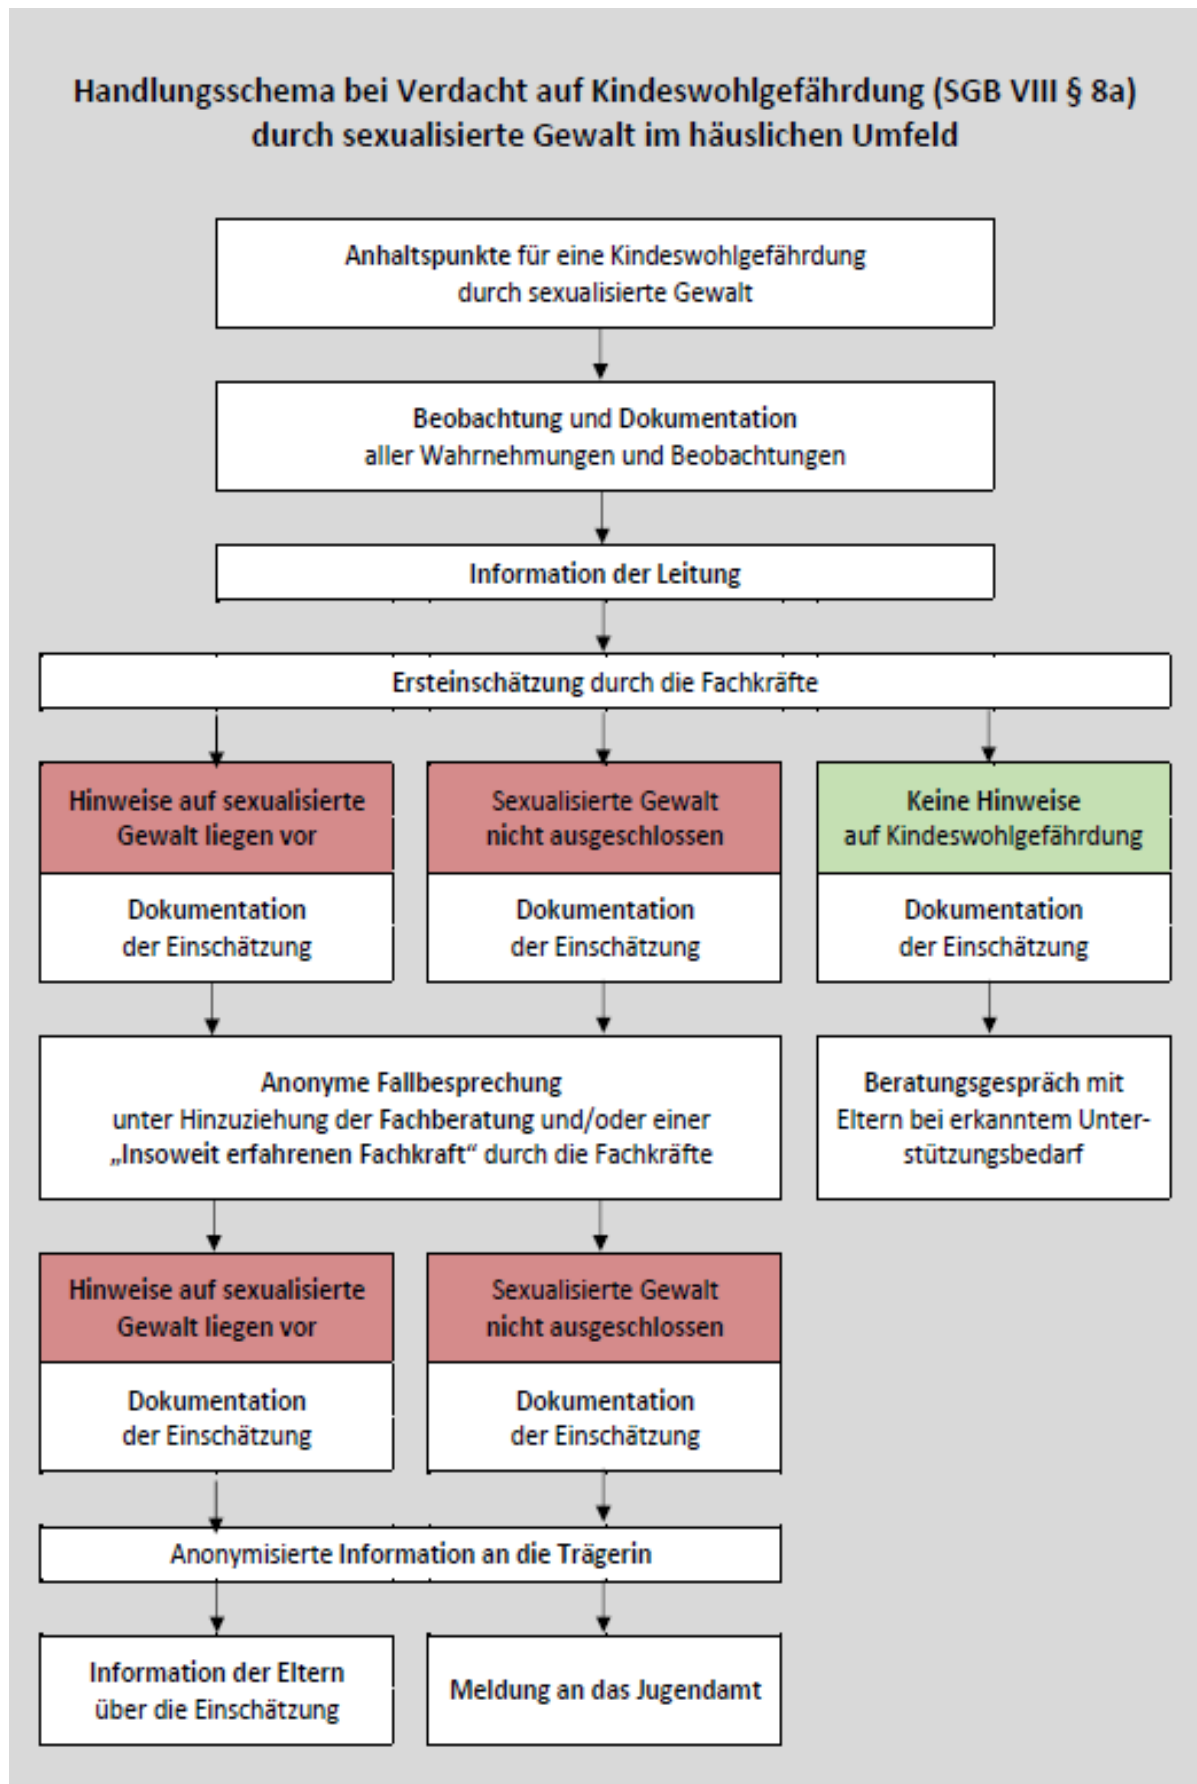 Handlungsschema bei Verdacht auf Kindeswohlgefährdung (SGB VIII § 8a)
durch sexualisierte Gewalt im häuslichen Umfeld
Anhaltspunkte für eine Kindeswohlgefährdung
durch sexualisierte Gewalt
Beobachtung und Dokumentation
aller Wahrnehmungen und Beobachtungen
Information der Leitung
Ersteinschätzung durch die Fachkräfte
Hinweise auf sexualisierte
Gewalt liegen vor
Dokumentation
der Einschätzung
Sexualisierte Gewalt
nicht ausgeschlossen
Dokumentation
der Einschätzung
Keine Hinweise
auf Kindeswohlgefährdung
Dokumentation
der Einschätzung
Anonyme Fallbesprechung
unter Hinzuziehung der Fachberatung und/oder einer
„Insoweit erfahrenen Fachkraft“ durch die Fachkräfte
Beratungsgespräch mit
Eltern bei erkanntem Unter-
stützungsbedarf
Hinweise auf sexualisierte
Gewalt liegen vor
Dokumentation
der Einschätzung
Sexualisierte Gewalt
nicht ausgeschlossen
Dokumentation
der Einschätzung
Anonymisierte Information an die Trägerin
Information der Eltern
über die Einschätzung
Meldung an das Jugendamt